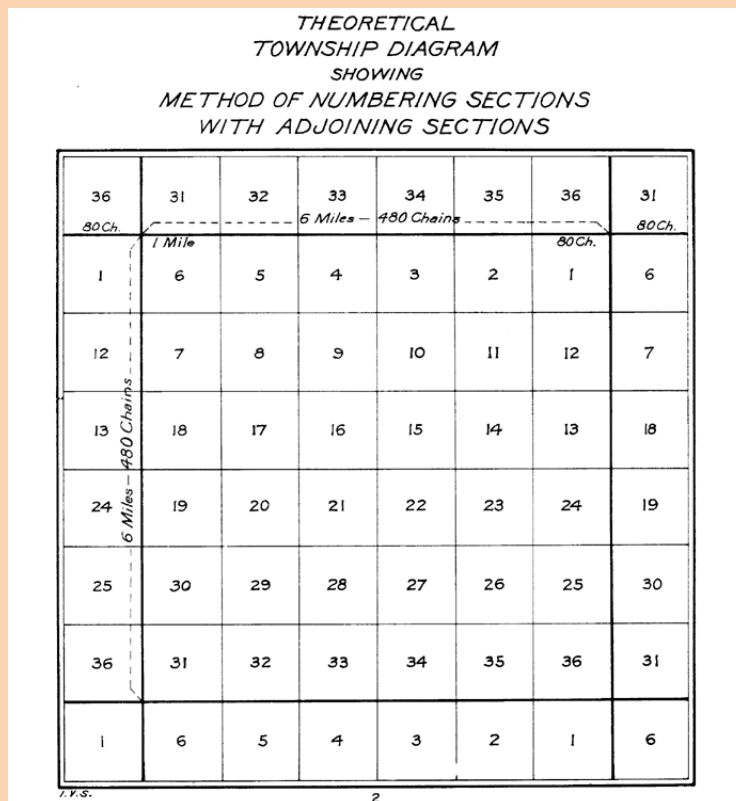 THEORETICAL
TOWNSHIP DIAGRAM
SHOWING
METHOD OF NUMBERING SECTIONS
WITH ADJOINING SECTIONS
36 31 32 33 34 35 36 31
80 Ch. 6 Miles — 480 Chains 80 Ch.
1 Mile 80 Ch.
1 6 5 4 3 2 1 6
12 7 8 9 10 11 12 7
13 18 17 16 15 14 13 18
6 Miles — 480 Chains
24 19 20 21 22 23 24 19
25 30 29 28 27 26 25 30
36 31 32 33 34 35 36 31
1 6 5 4 3 2 1 6
I.V.S. 2